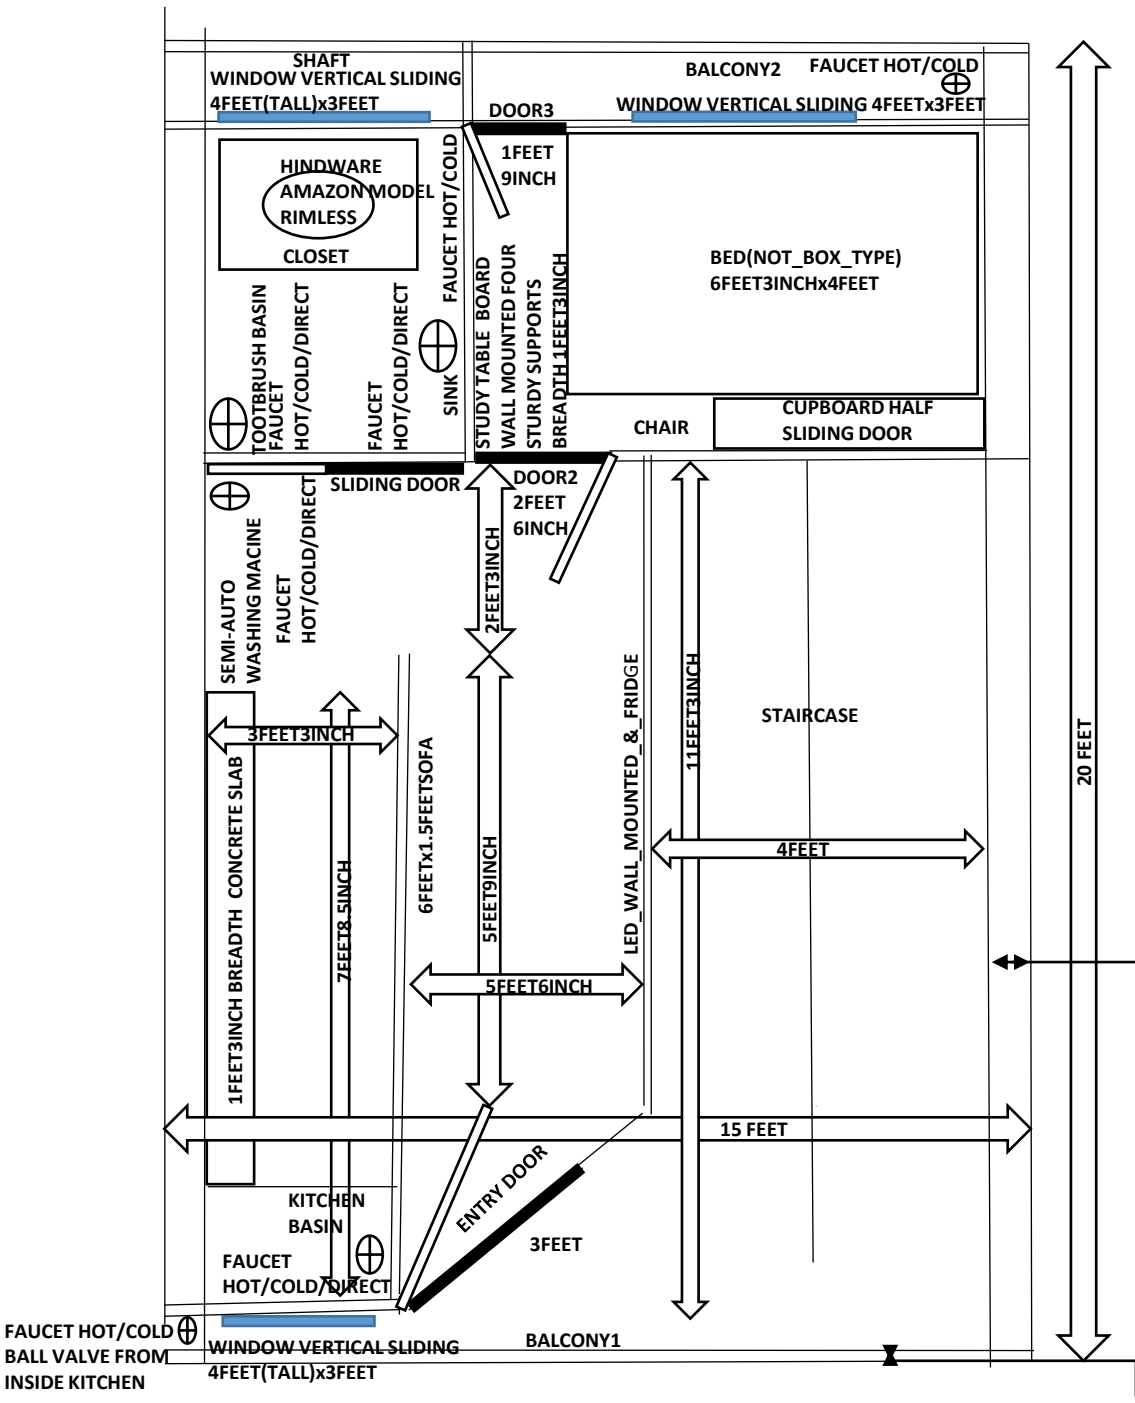 SHAFT
WINDOW VERTICAL SLIDING
4FEET(TALL)x3FEET
BALCONY2
FAUCET HOT/COLD
WINDOW VERTICAL SLIDING 4FEETx3FEET
DOOR3
1FEET
9INCH
HINDWARE
AMAZON MODEL
RIMLESS
CLOSET
FAUCET HOT/COLD
SINK
BED(NOT_BOX_TYPE)
6FEET3INCHx4FEET
STUDY TABLE BOARD
WALL MOUNTED FOUR
STURDY SUPPORTS
BREADTH 1FEET3INCH
TOOTBRUSH BASIN
FAUCET
HOT/COLD/DIRECT
FAUCET
HOT/COLD/DIRECT
CHAIR
CUPBOARD HALF
SLIDING DOOR
SLIDING DOOR
DOOR2
2FEET
6INCH
2FEET3INCH
SEMI-AUTO
WASHING MACINE
FAUCET
HOT/COLD/DIRECT
3FEET3INCH
1FEET3INCH BREADTH CONCRETE SLAB
7FEET8.5INCH
6FEETx1.5FEETSOFA
5FEET9INCH
LED_WALL_MOUNTED_&_FRIDGE
11FEET3INCH
STAIRCASE
20 FEET
4FEET
5FEET6INCH
15 FEET
ENTRY DOOR
3FEET
KITCHEN
BASIN
FAUCET
HOT/COLD/DIRECT
FAUCET HOT/COLD
BALL VALVE FROM
INSIDE KITCHEN
WINDOW VERTICAL SLIDING
4FEET(TALL)x3FEET
BALCONY1